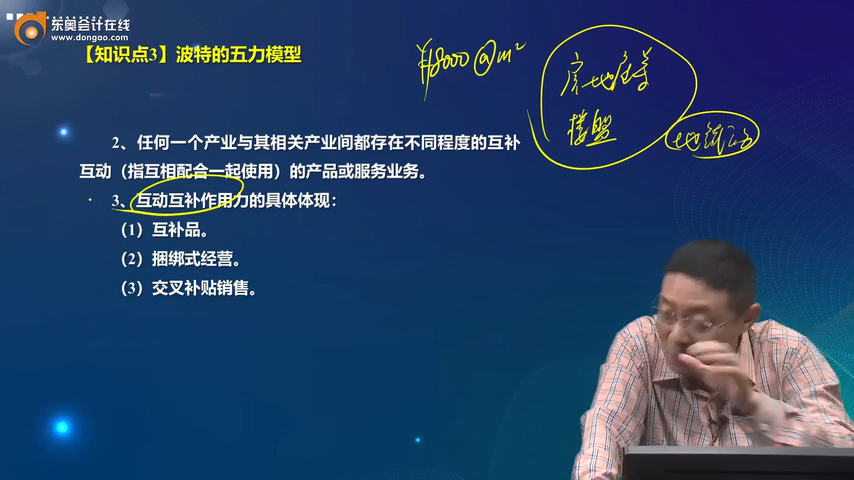 东奥会计在线
www.dongao.com
【知识点3】波特的五力模型
¥18000@m²
房地产
楼盘
地铁
2、任何一个产业与其相关产业间都存在不同程度的互补
互动（指互相配合一起使用）的产品或服务业务。
3、互动互补作用力的具体体现：
（1）互补品。
（2）捆绑式经营。
（3）交叉补贴销售。